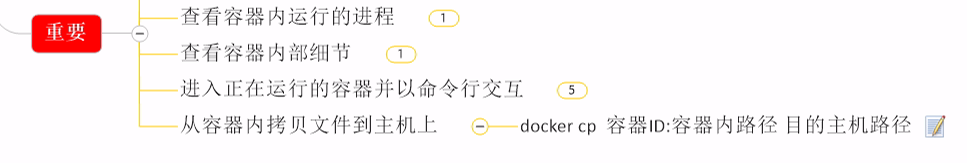 查看容器内运行的进程 1
重要
查看容器内部细节 1
进入正在运行的容器并以命令行交互 5
从容器内拷贝文件到主机上 docker cp 容器ID:容器内路径 目的主机路径